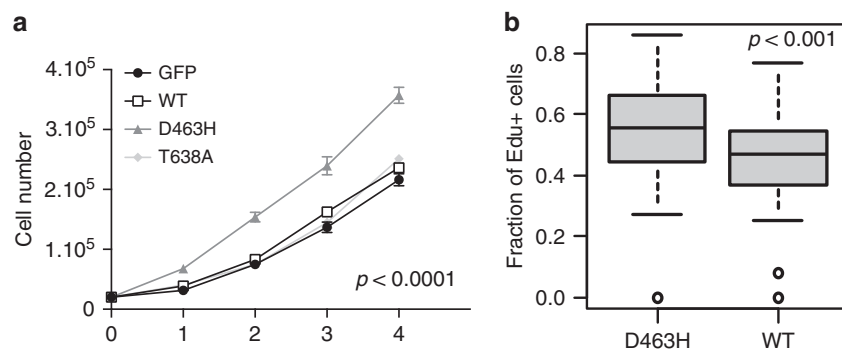 a
4.10⁵
3.10⁵
2.10⁵
1.10⁵
0
Cell number
GFP
WT
D463H
T638A
p < 0.0001
0 1 2 3 4
b
0.8
0.6
0.4
0.2
0.0
Fraction of Edu+ cells
p < 0.001
D463H WT